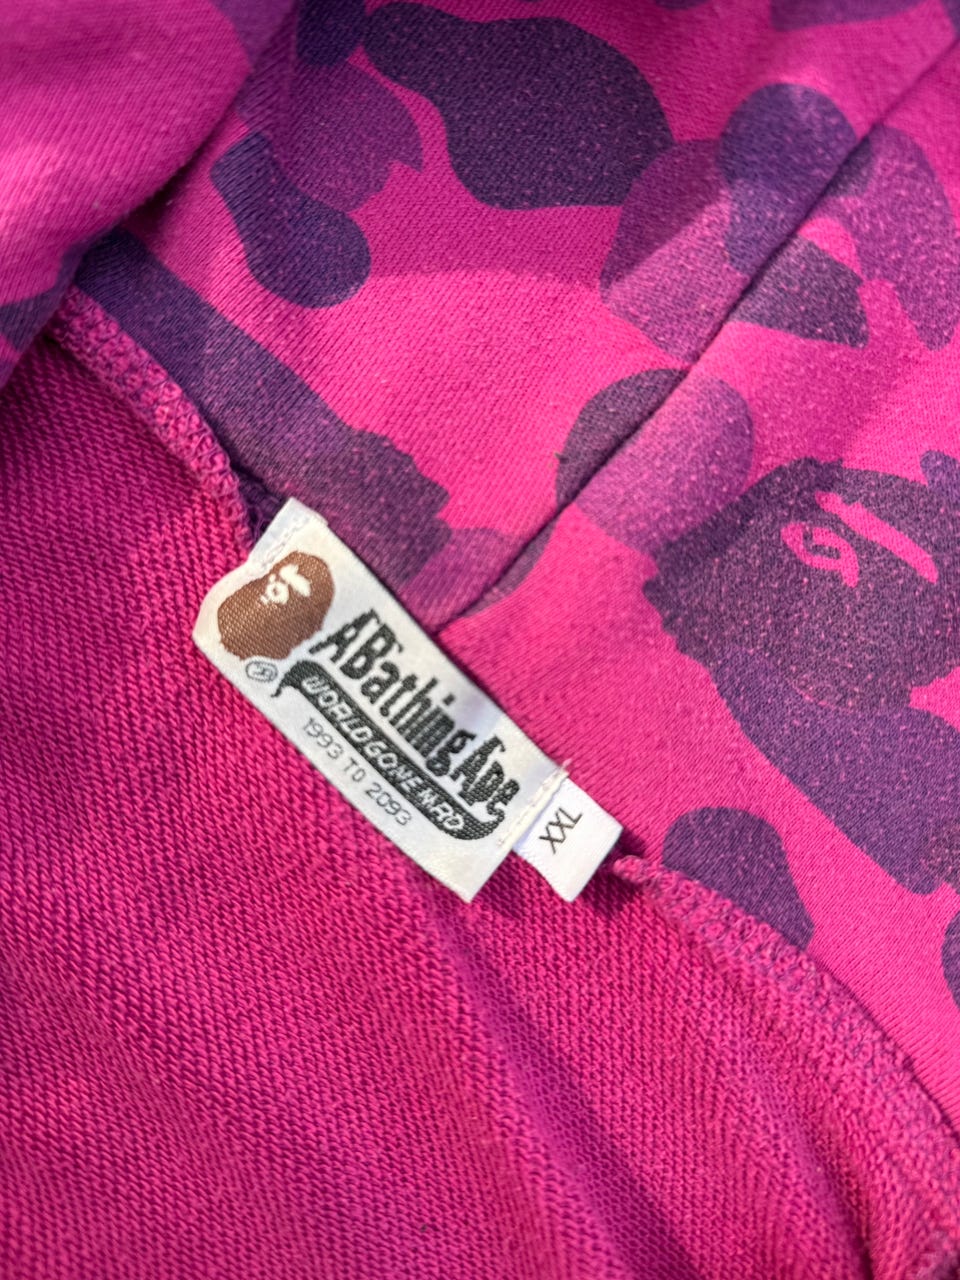 ABathingApe
WORLDGONEMAD
1993 TO 2093
XXL